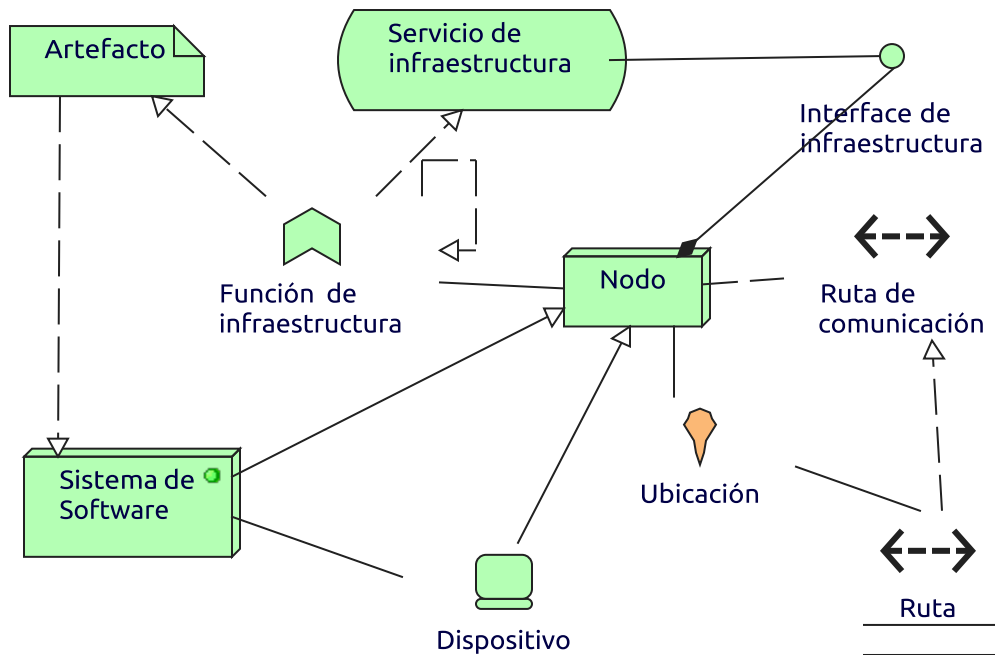 Artefacto
Servicio de
infraestructura
Interface de
infraestructura
Función de
infraestructura
Nodo
Ruta de
comunicación
Sistema de
Software
Ubicación
Dispositivo
Ruta